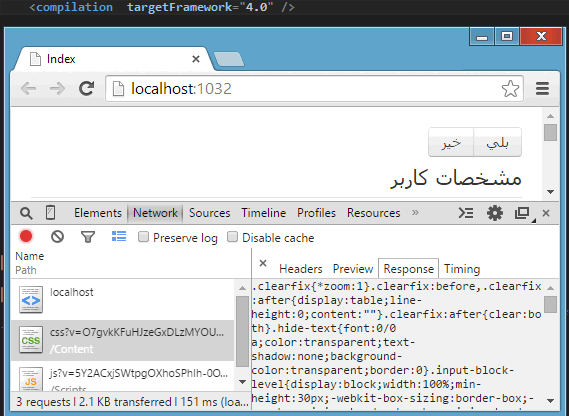 <compilation targetFramework="4.0" />
Index
localhost:1032
خیر بلي
مشخصات کاربر
Elements Network Sources Timeline Profiles Resources »
Preserve log Disable cache
Name
Path
Headers Preview Response Timing
localhost
css?v=O7gvkKFuHJzeGxDLzMYOU...
/Content
js?v=5Y2ACxjSWtpgOXhoSPhIh-0O...
/Scripts
3 requests | 2.1 KB transferred | 151 ms (loa...
.clearfix{*zoom:1}.clearfix:before,.clearfix
:after{display:table;line-
height:0;content:""}.clearfix:after{clear:bo
th}.hide-text{font:0/0
a;color:transparent;text-
shadow:none;background-
color:transparent;border:0}.input-block-
level{display:block;width:100%;min-
height:30px;-webkit-box-sizing:border-box;-